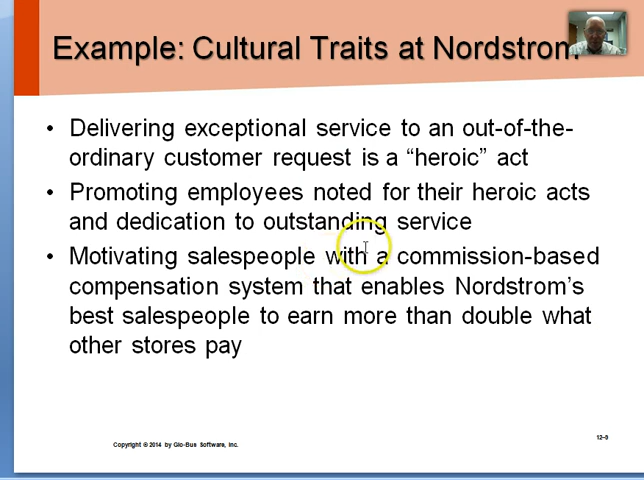 Example: Cultural Traits at Nordstrom
• Delivering exceptional service to an out-of-the-
ordinary customer request is a “heroic” act
• Promoting employees noted for their heroic acts
and dedication to outstanding service
• Motivating salespeople with a commission-based
compensation system that enables Nordstrom’s
best salespeople to earn more than double what
other stores pay
Copyright © 2014 by Glo-Bus Software, Inc.
12–9